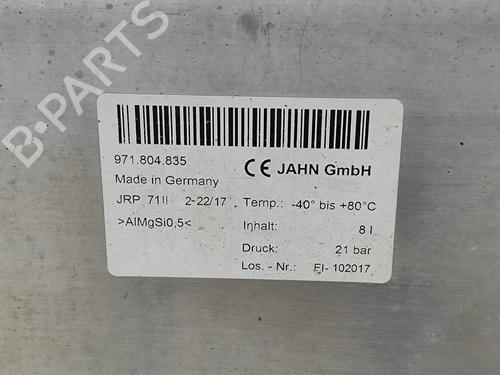 B-PARTS
971.804.835
CE JAHN GmbH
Made in Germany
JRP 71II 2-22/17 Temp.: -40° bis +80°C
>AlMgSi0,5< Inhalt: 8 l
Druck: 21 bar
Los. - Nr.: FI- 102017